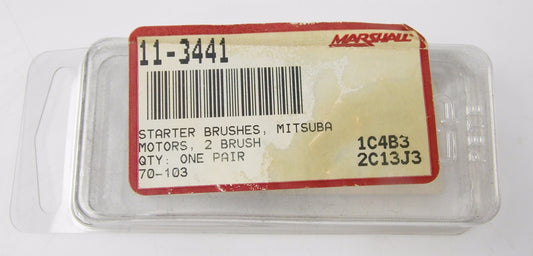 11-3441
MARSHALL
STARTER BRUSHES, MITSUBA
MOTORS, 2 BRUSH
QTY: ONE PAIR
70-103
1C4B3
2C13J3